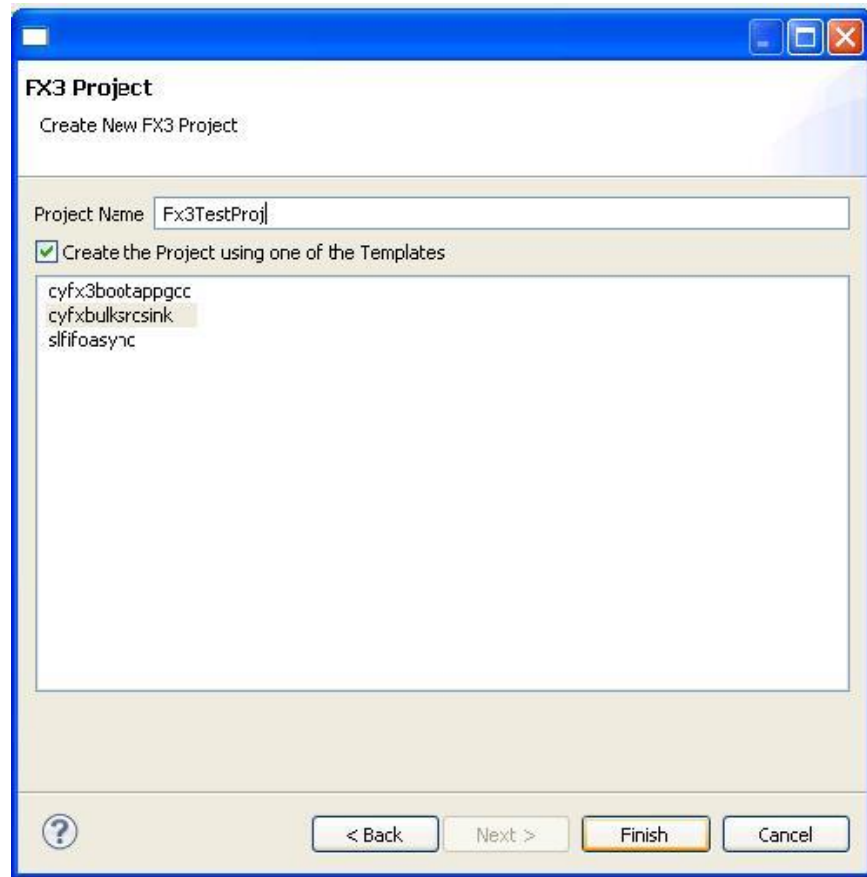 FX3 Project
Create New FX3 Project
Project Name Fx3TestProj
Create the Project using one of the Templates
cyfx3bootappgcc
cyfxbulksrcsink
slfifoasync
? < Back Next > Finish Cancel